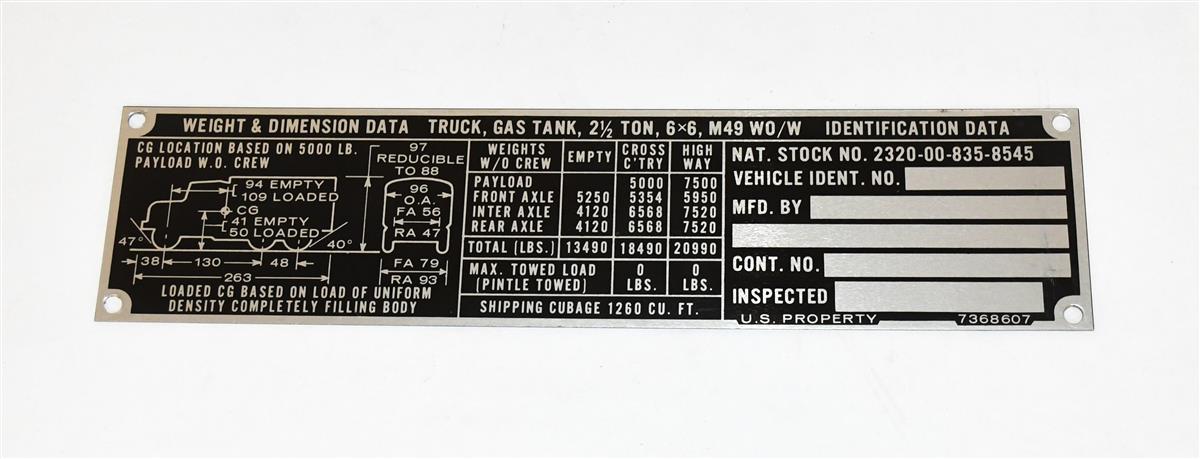 WEIGHT & DIMENSION DATA TRUCK, GAS TANK, 2½ TON, 6×6, M49 WO/W IDENTIFICATION DATA
CG LOCATION BASED ON 5000 LB.
PAYLOAD W.O. CREW
94 EMPTY
109 LOADED
CG
41 EMPTY
50 LOADED
47°
40°
38
130
48
263
LOADED CG BASED ON LOAD OF UNIFORM
DENSITY COMPLETELY FILLING BODY
97
REDUCIBLE
TO 88
96
O.A.
FA 56
RA 47
FA 79
RA 93
WEIGHTS W/O CREW EMPTY CROSS C'TRY HIGH WAY
PAYLOAD 5000 7500
FRONT AXLE 5250 5354 5950
INTER AXLE 4120 6568 7520
REAR AXLE 4120 6568 7520
TOTAL (LBS.) 13490 18490 20990
MAX. TOWED LOAD 0 0
(PINTLE TOWED) LBS. LBS.
SHIPPING CUBAGE 1260 CU. FT.
NAT. STOCK NO. 2320-00-835-8545
VEHICLE IDENT. NO.
MFD. BY
CONT. NO.
INSPECTED
U.S. PROPERTY 7368607